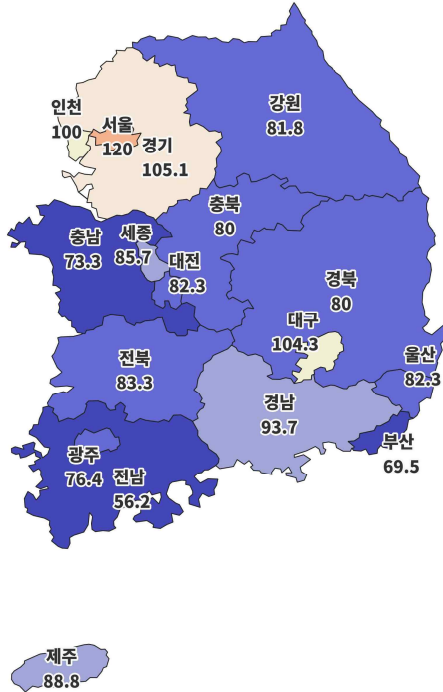 강원
81.8
인천
100
서울
120
경기
105.1
충북
80
충남
73.3
세종
85.7
대전
82.3
경북
80
대구
104.3
울산
82.3
전북
83.3
경남
93.7
부산
69.5
광주
76.4
전남
56.2
제주
88.8